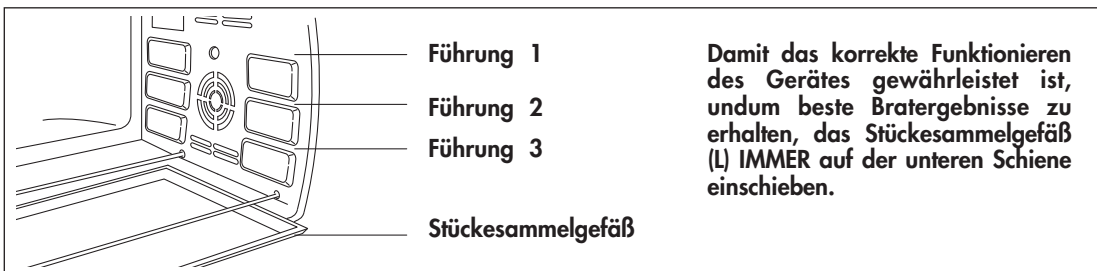 Führung 1
Führung 2
Führung 3
Stückesammelgefäß
Damit das korrekte Funktionieren
des Gerätes gewährleistet ist,
undum beste Bratergebnisse zu
erhalten, das Stückesammelgefäß
(L) IMMER auf der unteren Schiene
einschieben.